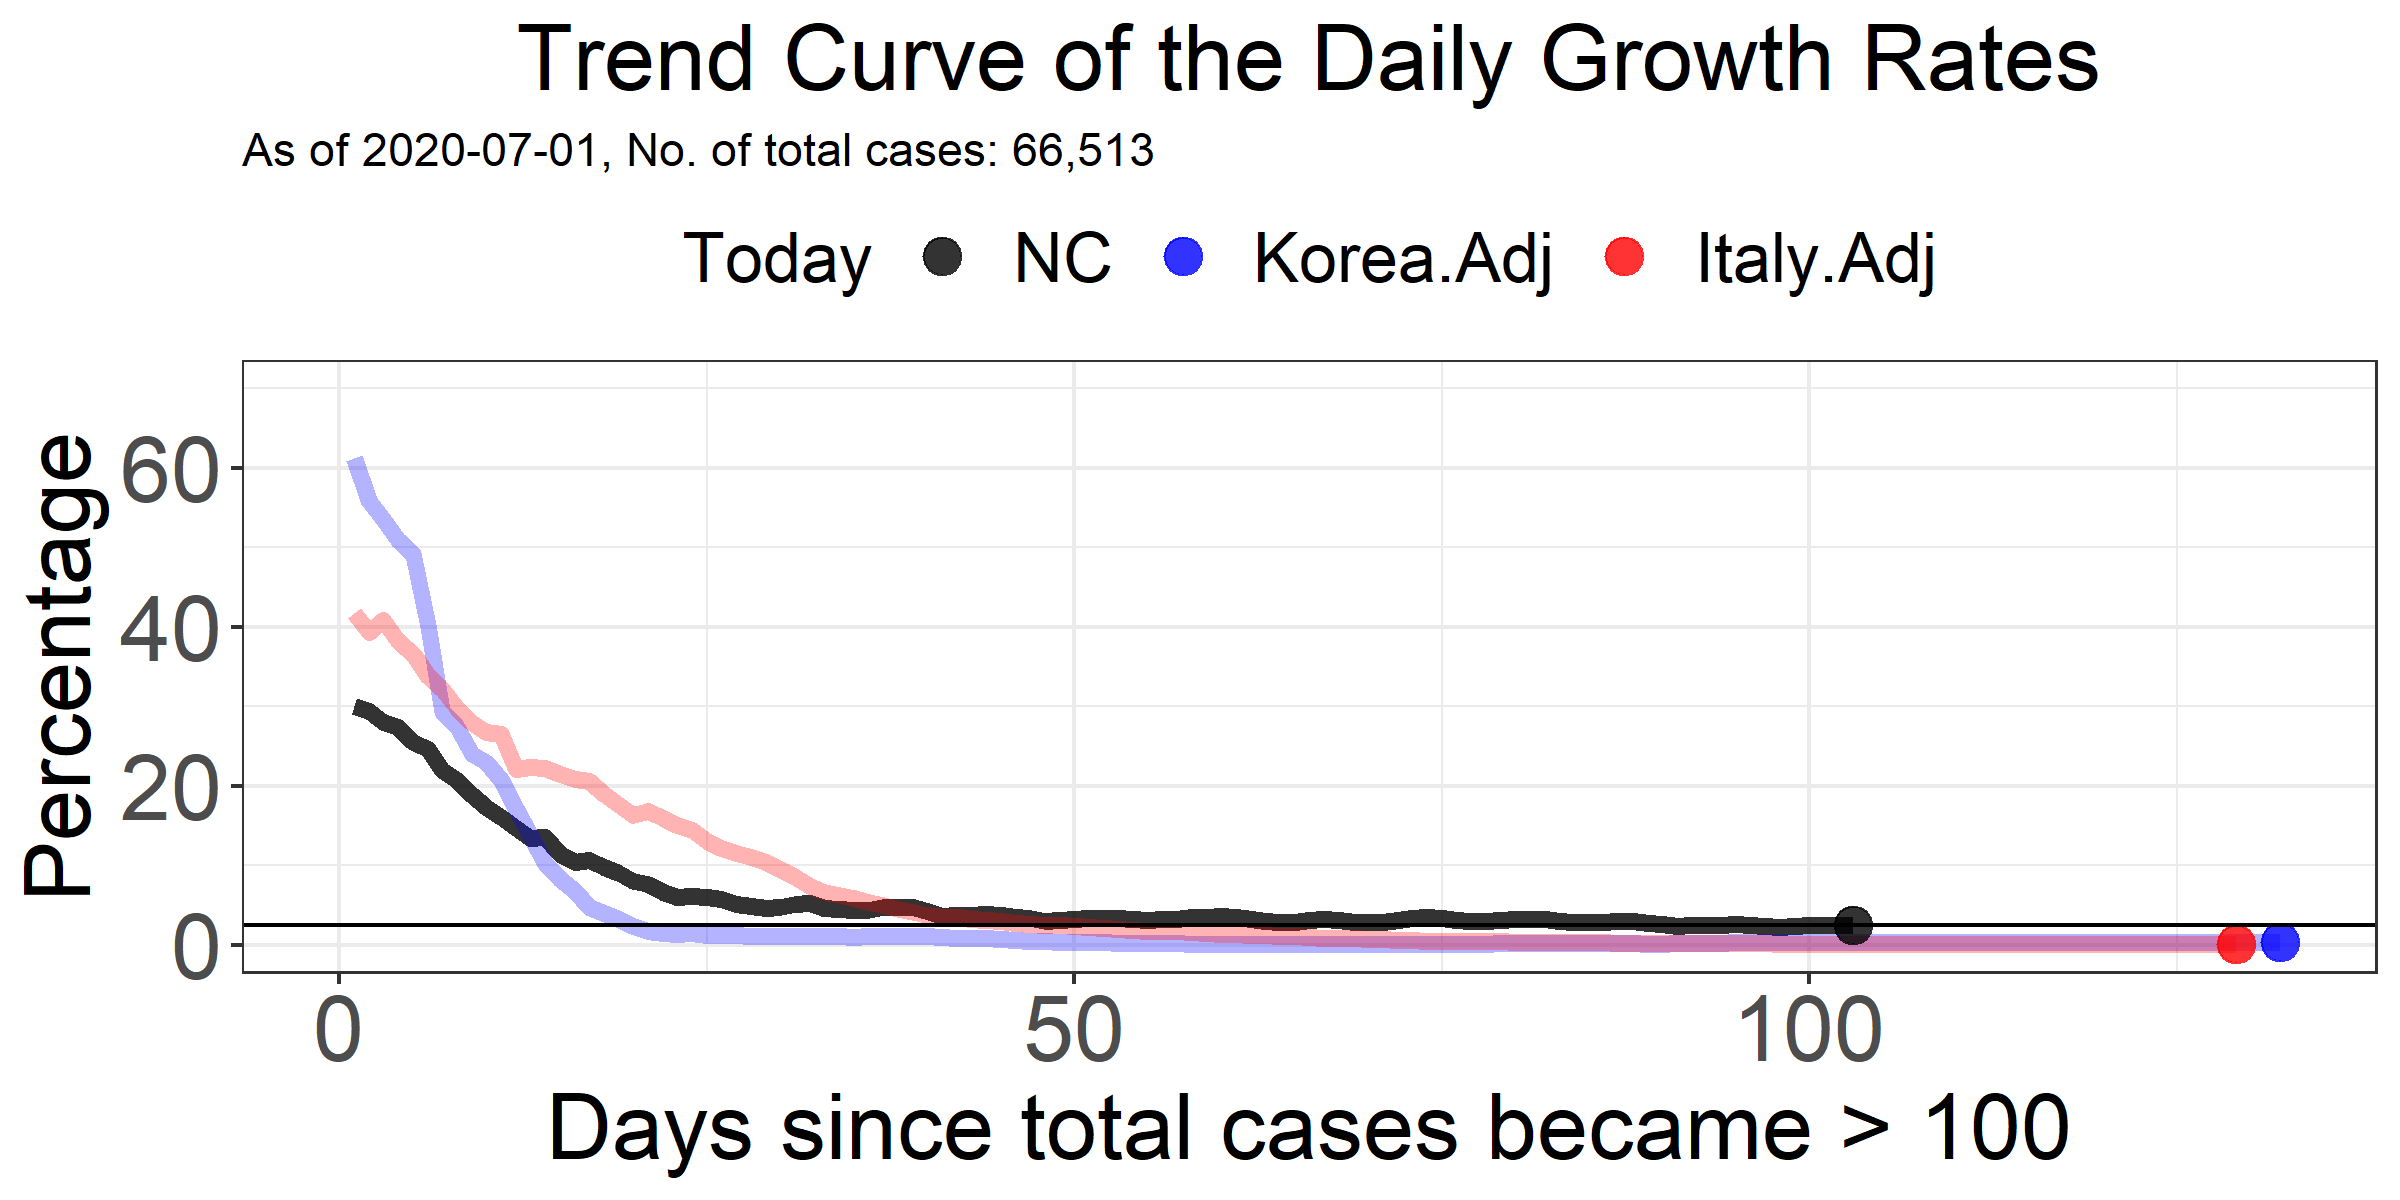 Trend Curve of the Daily Growth Rates
As of 2020-07-01, No. of total cases: 66,513
Today NC Korea.Adj Italy.Adj
Percentage
60
40
20
0
0 50 100
Days since total cases became > 100